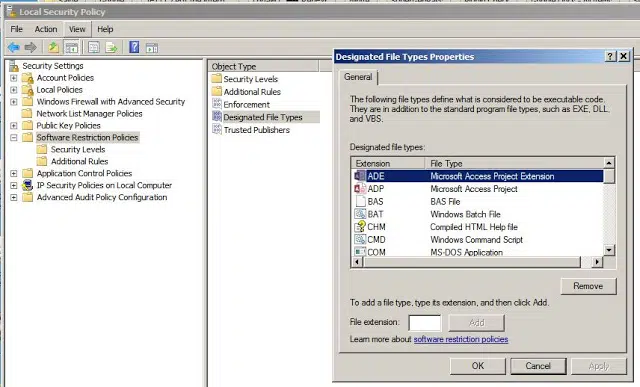 Local Security Policy
File Action View Help
Security Settings
Account Policies
Local Policies
Windows Firewall with Advanced Security
Network List Manager Policies
Public Key Policies
Software Restriction Policies
Security Levels
Additional Rules
Application Control Policies
IP Security Policies on Local Computer
Advanced Audit Policy Configuration
Object Type
Security Levels
Additional Rules
Enforcement
Designated File Types
Trusted Publishers
Designated File Types Properties
General
The following file types define what is considered to be executable code.
They are in addition to the standard program file types, such as EXE, DLL,
and VBS.
Designated file types:
Extension File Type
ADE Microsoft Access Project Extension
ADP Microsoft Access Project
BAS BAS File
BAT Windows Batch File
CHM Compiled HTML Help file
CMD Windows Command Script
COM MS-DOS Application
Remove
To add a file type, type its extension, and then click Add.
File extension: Add
Learn more about software restriction policies
OK Cancel Apply